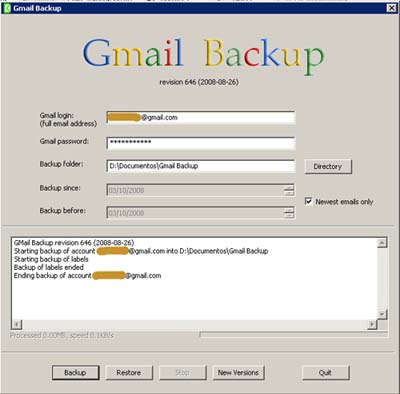 Gmail Backup
Gmail Backup
revision 646 (2008-08-26)
Gmail login:
(full email address)
@gmail.com
Gmail password:
***********
Backup folder:
D:\Documentos\Gmail Backup
Directory
Backup since:
03/10/2008
Newest emails only
Backup before:
03/10/2008
GMail Backup revision 646 (2008-08-26)
Starting backup of account @gmail.com into D:\Documentos\Gmail Backup
Starting backup of labels
Backup of labels ended
Ending backup of account @gmail.com
Processed 0.00MB, speed 0.1KB/s
Backup Restore Stop New Versions Quit